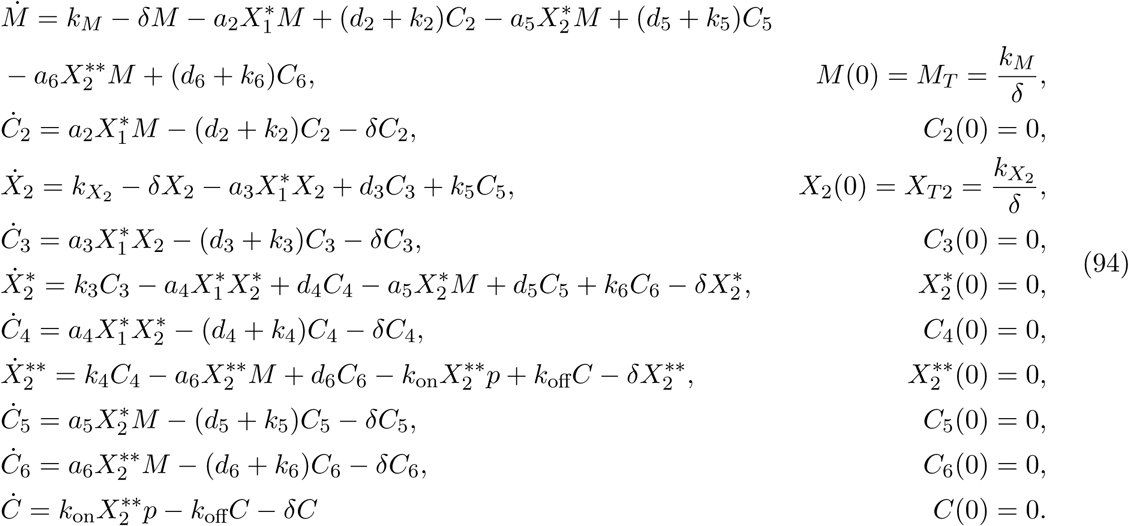 Ṁ = k_M − δM − a_2X_1^*M + (d_2 + k_2)C_2 − a_5X_2^*M + (d_5 + k_5)C_5
− a_6X_2^{**}M + (d_6 + k_6)C_6, M(0) = M_T = \frac{k_M}{δ},
Ċ_2 = a_2X_1^*M − (d_2 + k_2)C_2 − δC_2, C_2(0) = 0,
Ẋ_2 = k_{X_2} − δX_2 − a_3X_1^*X_2 + d_3C_3 + k_5C_5, X_2(0) = X_{T2} = \frac{k_{X_2}}{δ},
Ċ_3 = a_3X_1^*X_2 − (d_3 + k_3)C_3 − δC_3, C_3(0) = 0,
Ẋ_2^* = k_3C_3 − a_4X_1^*X_2^* + d_4C_4 − a_5X_2^*M + d_5C_5 + k_6C_6 − δX_2^*, X_2^*(0) = 0, (94)
Ċ_4 = a_4X_1^*X_2^* − (d_4 + k_4)C_4 − δC_4, C_4(0) = 0,
Ẋ_2^{**} = k_4C_4 − a_6X_2^{**}M + d_6C_6 − k_{on}X_2^{**}p + k_{off}C − δX_2^{**}, X_2^{**}(0) = 0,
Ċ_5 = a_5X_2^*M − (d_5 + k_5)C_5 − δC_5, C_5(0) = 0,
Ċ_6 = a_6X_2^{**}M − (d_6 + k_6)C_6 − δC_6, C_6(0) = 0,
Ċ = k_{on}X_2^{**}p − k_{off}C − δC C(0) = 0.